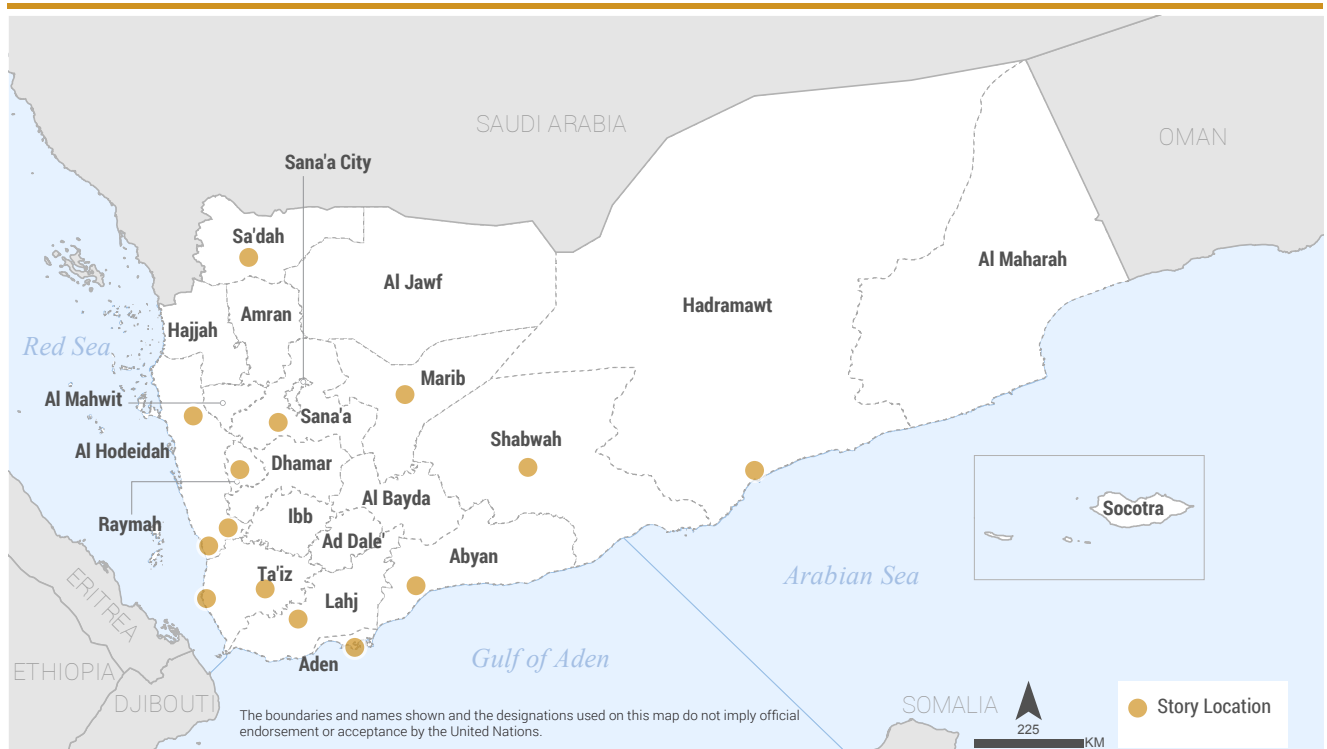 SAUDI ARABIA
OMAN
Sana'a City
Sa'dah
Al Jawf
Al Maharah
Amran
Hadramawt
Hajjah
Red Sea
Marib
Al Mahwit
Sana'a
Shabwah
Al Hodeidah
Dhamar
Al Bayda
Ibb
Socotra
Raymah
Ad Dale'
Abyan
Ta'iz
Arabian Sea
Lahj
ERITREA
Gulf of Aden
Aden
ETHIOPIA
DJIBOUTI
SOMALIA
Story Location
The boundaries and names shown and the designations used on this map do not imply official
endorsement or acceptance by the United Nations.
225
KM